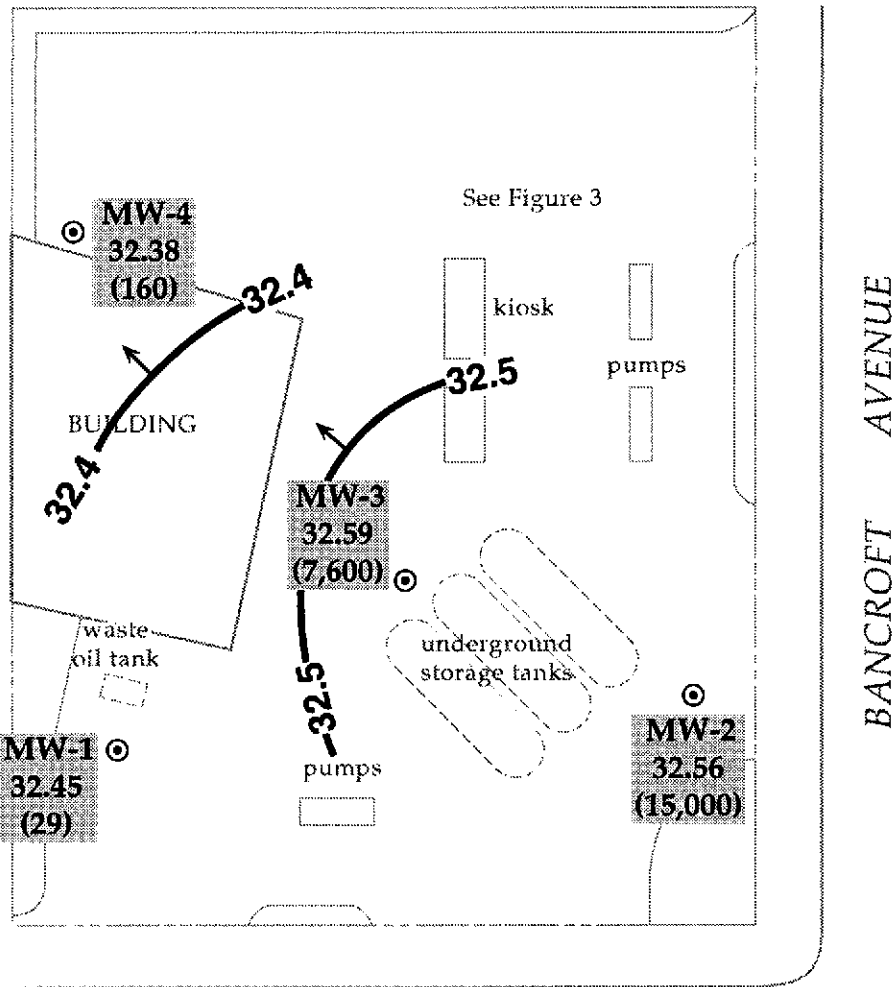 See Figure 3
MW-4
32.38
(160)
32.4
kiosk
pumps
32.5
BUILDING
32.4
MW-3
32.59
(7,600)
waste
oil tank
underground
storage tanks
32.5
MW-1
32.45
(29)
pumps
MW-2
32.56
(15,000)
BANCROFT AVENUE